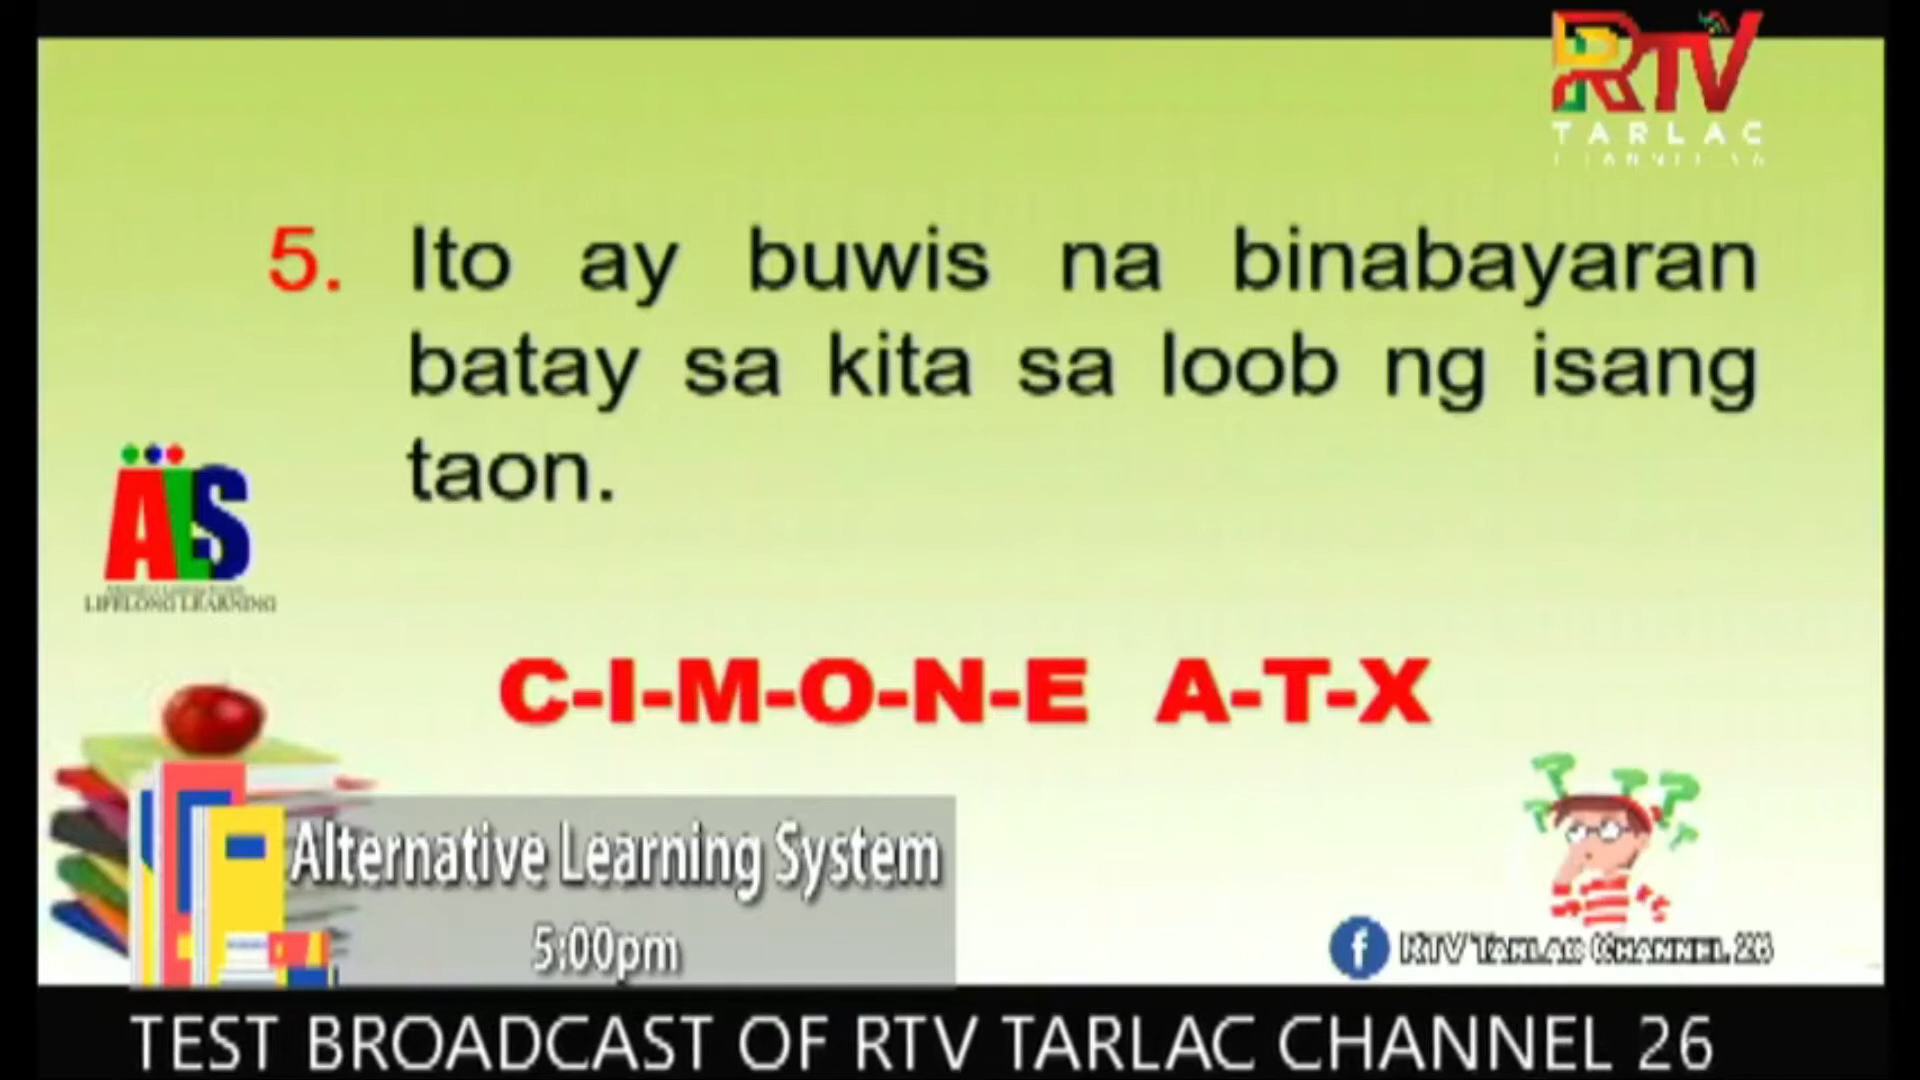 RTV
TARLAC
5. Ito ay buwis na binabayaran
batay sa kita sa loob ng isang
taon.
ALS
LIFELONG LEARNING
C-I-M-O-N-E A-T-X
Alternative Learning System
5:00pm
f RTV TARLAC CHANNEL 26
TEST BROADCAST OF RTV TARLAC CHANNEL 26